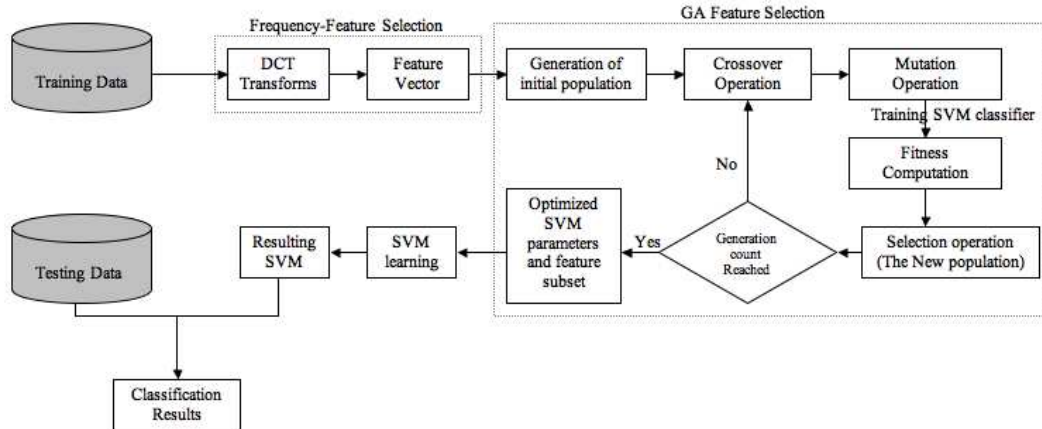 GA Feature Selection
Frequency-Feature Selection
Training Data
DCT
Transforms
Feature
Vector
Generation of
initial population
Crossover
Operation
Mutation
Operation
Training SVM classifier
No
Fitness
Computation
Testing Data
Resulting
SVM
SVM
learning
Optimized
SVM
parameters
and feature
subset
Yes
Generation
count
Reached
Selection operation
(The New population)
Classification
Results